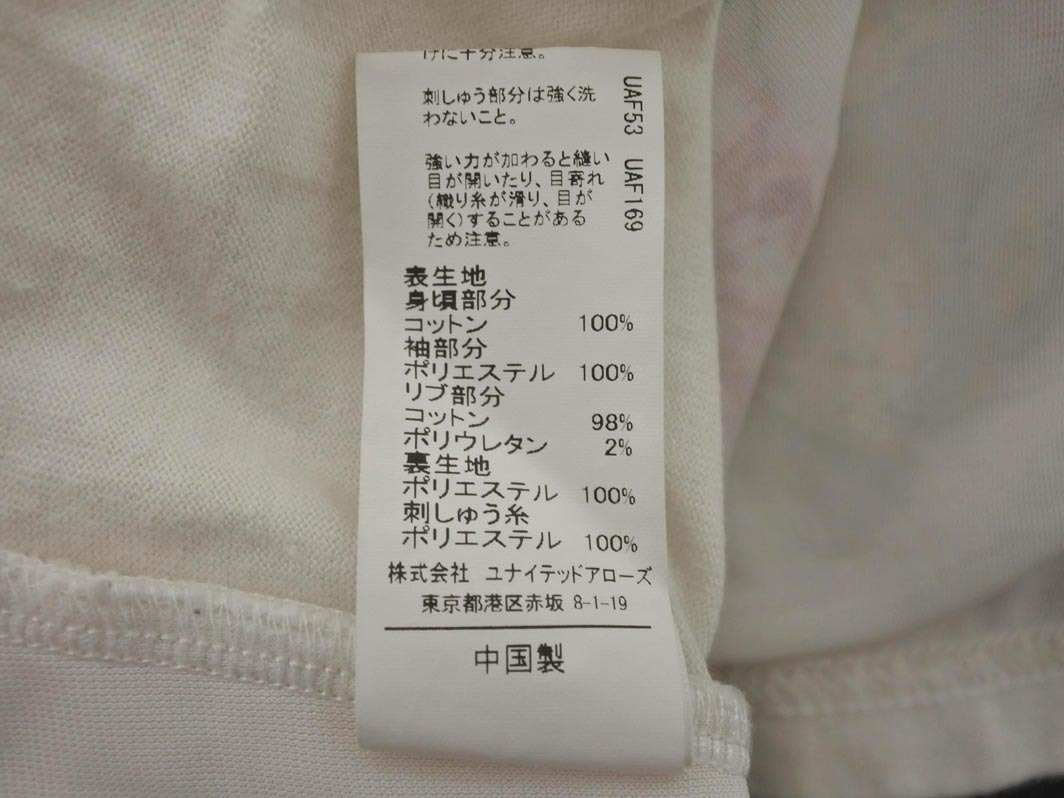 けに十分注意。
刺しゅう部分は強く洗
わないこと。
強い力が加わると縫い
目が開いたり、目寄れ
(織り糸が滑り、目が
開く)することがある
ため注意。
UAF53 UAF169
表生地
身頃部分
コットン 100%
袖部分
ポリエステル 100%
リブ部分
コットン 98%
ポリウレタン 2%
裏生地
ポリエステル 100%
刺しゅう糸
ポリエステル 100%
株式会社 ユナイテッドアローズ
東京都港区赤坂 8-1-19
中国製